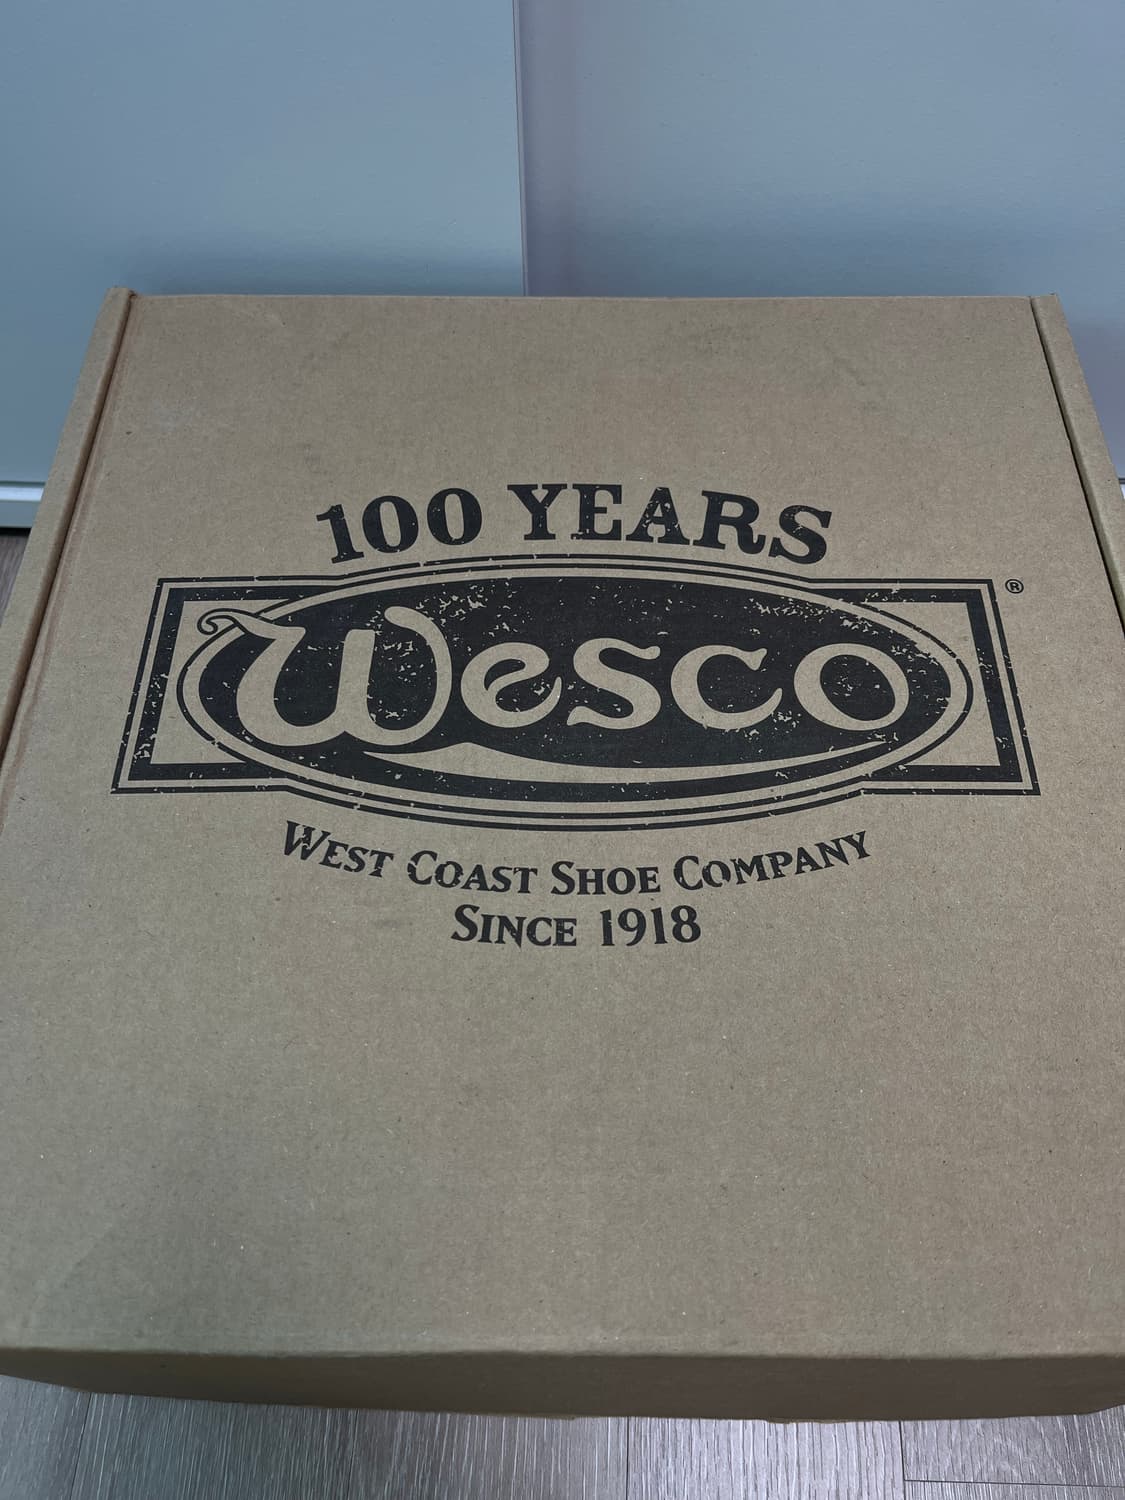 100 YEARS
Wesco®
WEST COAST SHOE COMPANY
SINCE 1918